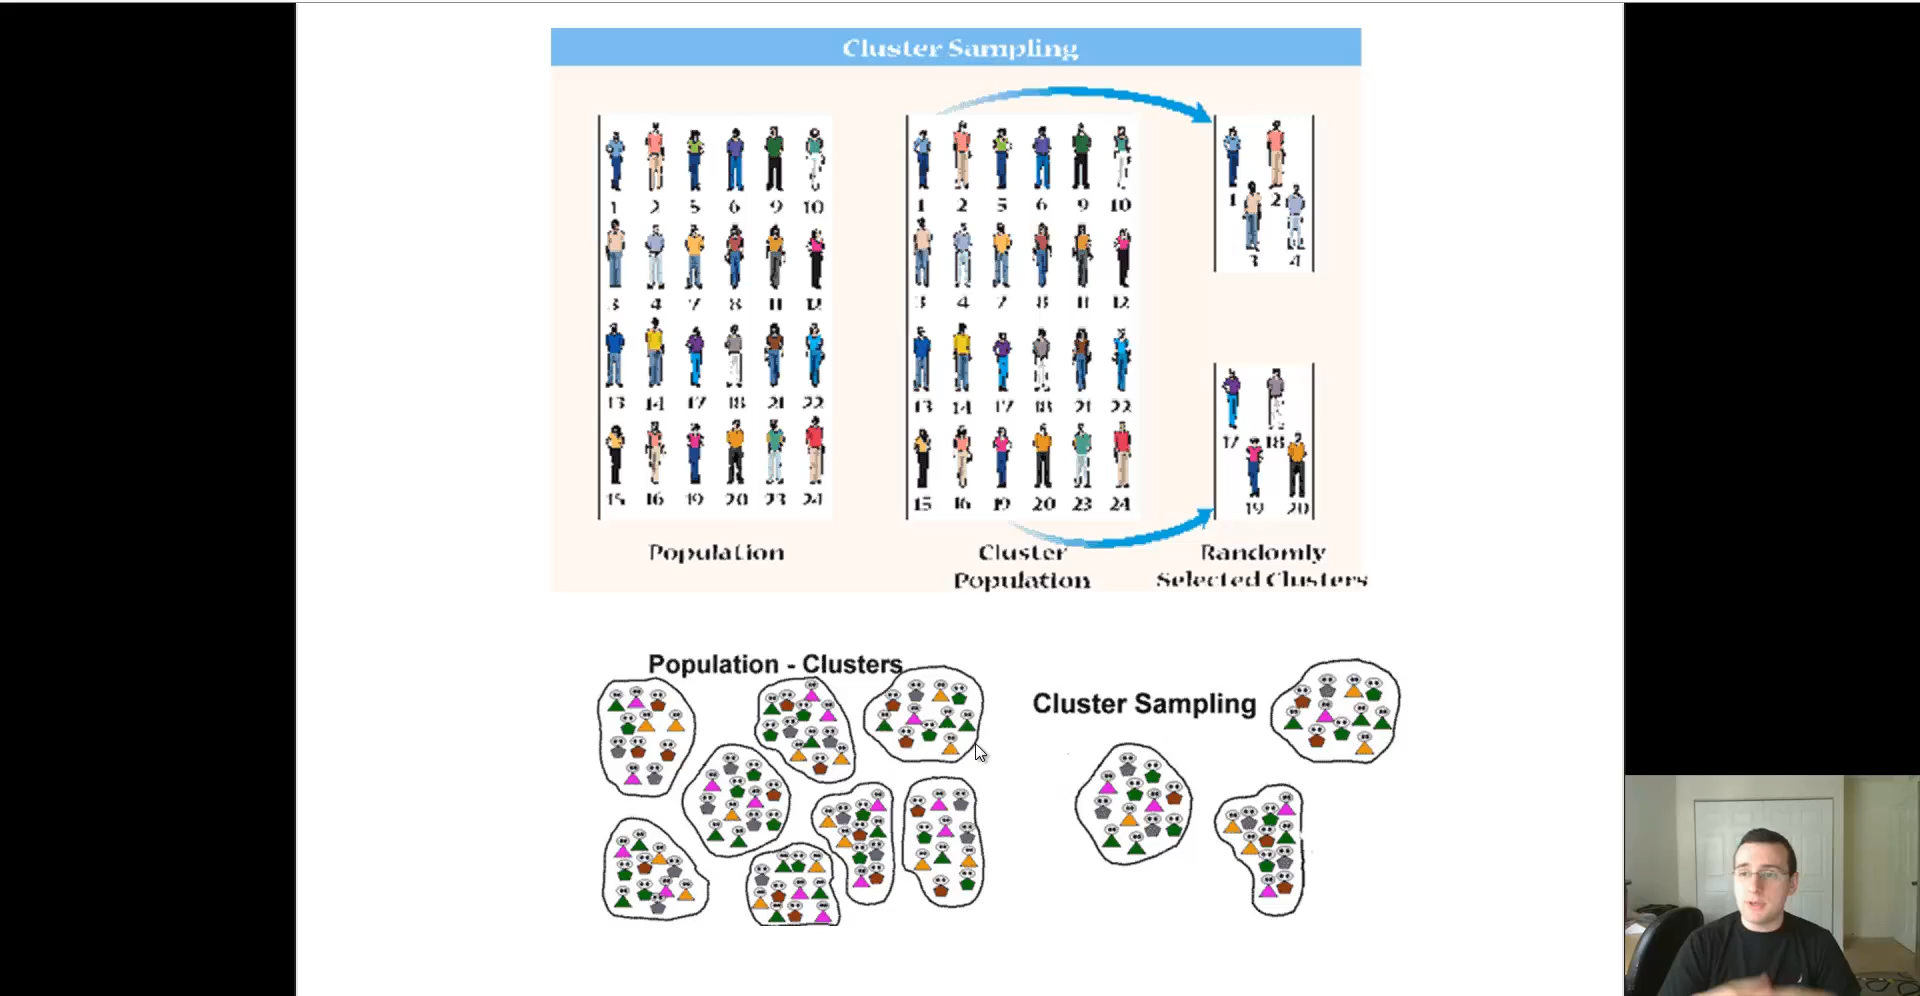 Cluster Sampling
1 2 5 6 9 10
3 4 7 8 11 12
13 14 17 18 21 22
15 16 19 20 23 24
Population
1 2 5 6 9 10
3 4 7 8 11 12
13 14 17 18 21 22
15 16 19 20 23 24
Cluster
Population
1 2
3 4
17 18
19 20
Randomly
Selected Clusters
Population - Clusters
Cluster Sampling